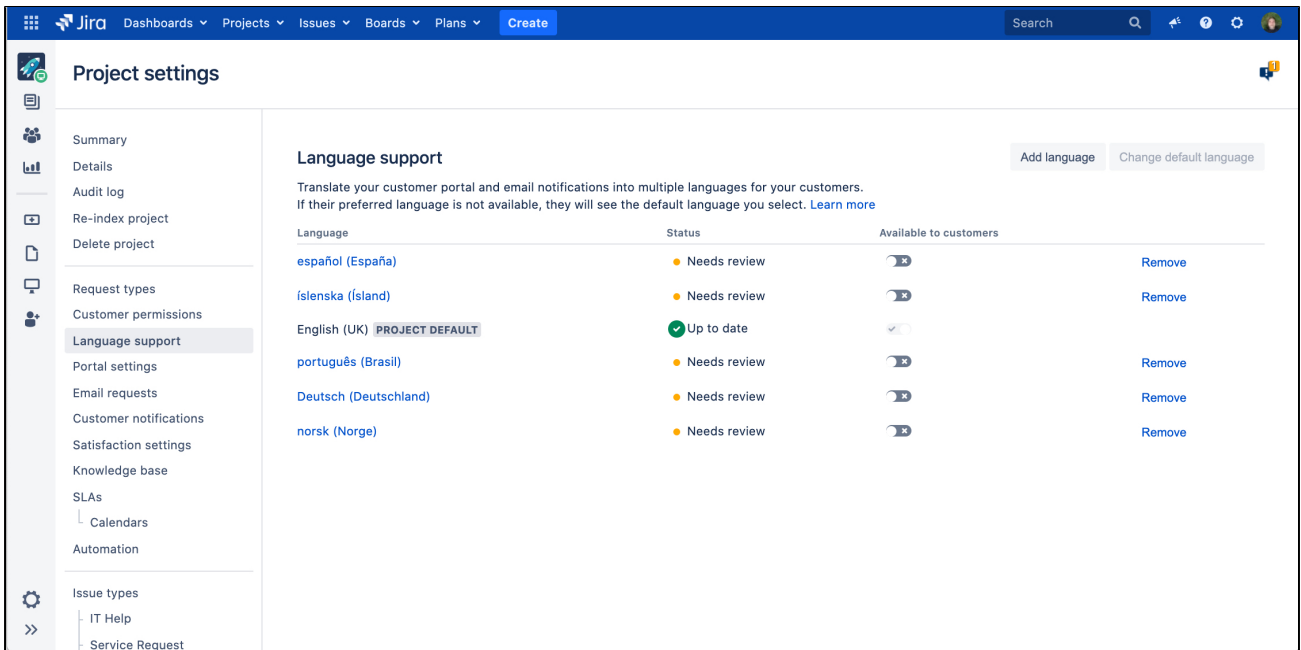 Jira Dashboards Projects Issues Boards Plans Create Search
Project settings
Summary
Details
Audit log
Re-index project
Delete project
Request types
Customer permissions
Language support
Portal settings
Email requests
Customer notifications
Satisfaction settings
Knowledge base
SLAs
Calendars
Automation
Issue types
IT Help
Service Request
Language support
Add language Change default language
Translate your customer portal and email notifications into multiple languages for your customers.
If their preferred language is not available, they will see the default language you select. Learn more
Language Status Available to customers
español (España) Needs review Remove
íslenska (Ísland) Needs review Remove
English (UK) PROJECT DEFAULT Up to date
português (Brasil) Needs review Remove
Deutsch (Deutschland) Needs review Remove
norsk (Norge) Needs review Remove